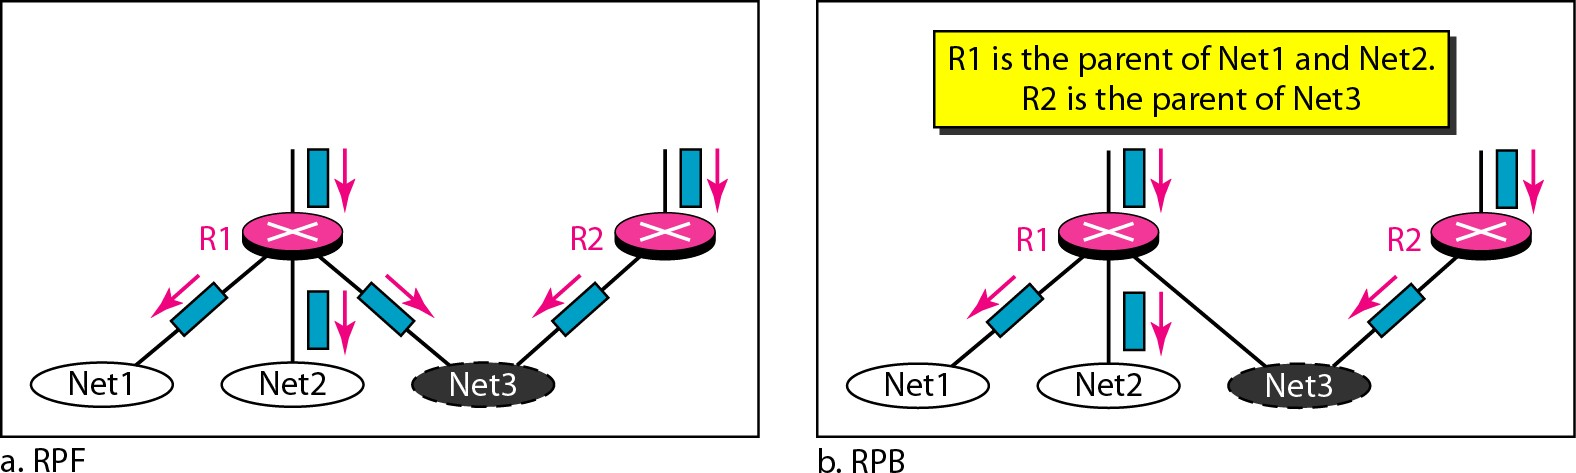 R1
R2
Net1
Net2
Net3
a. RPF
R1 is the parent of Net1 and Net2.
R2 is the parent of Net3
R1
R2
Net1
Net2
Net3
b. RPB